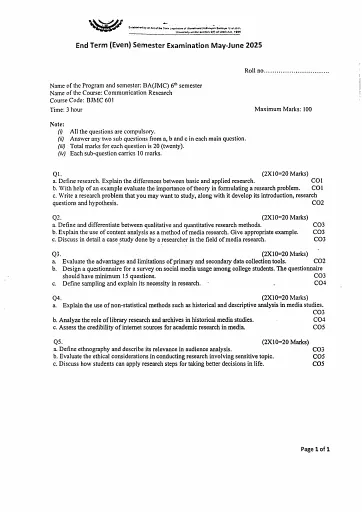 End Term (Even) Semester Examination May-June 2025
Roll no..............................
Name of the Program and semester: BA(JMC) 6th semester
Name of the Course: Communication Research
Course Code: BJMC 601
Time: 3 hour Maximum Marks: 100
Note:
(i) All the questions are compulsory.
(ii) Answer any two sub questions from a, b and c in each main question.
(iii) Total marks for each question is 20 (twenty).
(iv) Each sub-question carries 10 marks.
Q1. (2X10=20 Marks)
a. Define research. Explain the differences between basic and applied research. CO1
b. With help of an example evaluate the importance of theory in formulating a research problem. CO1
c. Write a research problem that you may want to study, along with it develop its introduction, research
questions and hypothesis. CO2
Q2. (2X10=20 Marks)
a. Define and differentiate between qualitative and quantitative research methods. CO3
b. Explain the use of content analysis as a method of media research. Give appropriate example. CO3
c. Discuss in detail a case study done by a researcher in the field of media research. CO3
Q3. (2X10=20 Marks)
a. Evaluate the advantages and limitations of primary and secondary data collection tools. CO2
b. Design a questionnaire for a survey on social media usage among college students. The questionnaire
should have minimum 15 questions. CO3
c. Define sampling and explain its necessity in research. CO4
Q4. (2X10=20 Marks)
a. Explain the use of non-statistical methods such as historical and descriptive analysis in media studies.
CO3
b. Analyze the role of library research and archives in historical media studies. CO4
c. Assess the credibility of internet sources for academic research in media. CO5
Q5. (2X10=20 Marks)
a. Define ethnography and describe its relevance in audience analysis. CO3
b. Evaluate the ethical considerations in conducting research involving sensitive topic. CO5
c. Discuss how students can apply research steps for taking better decisions in life. CO5
Page 1 of 1